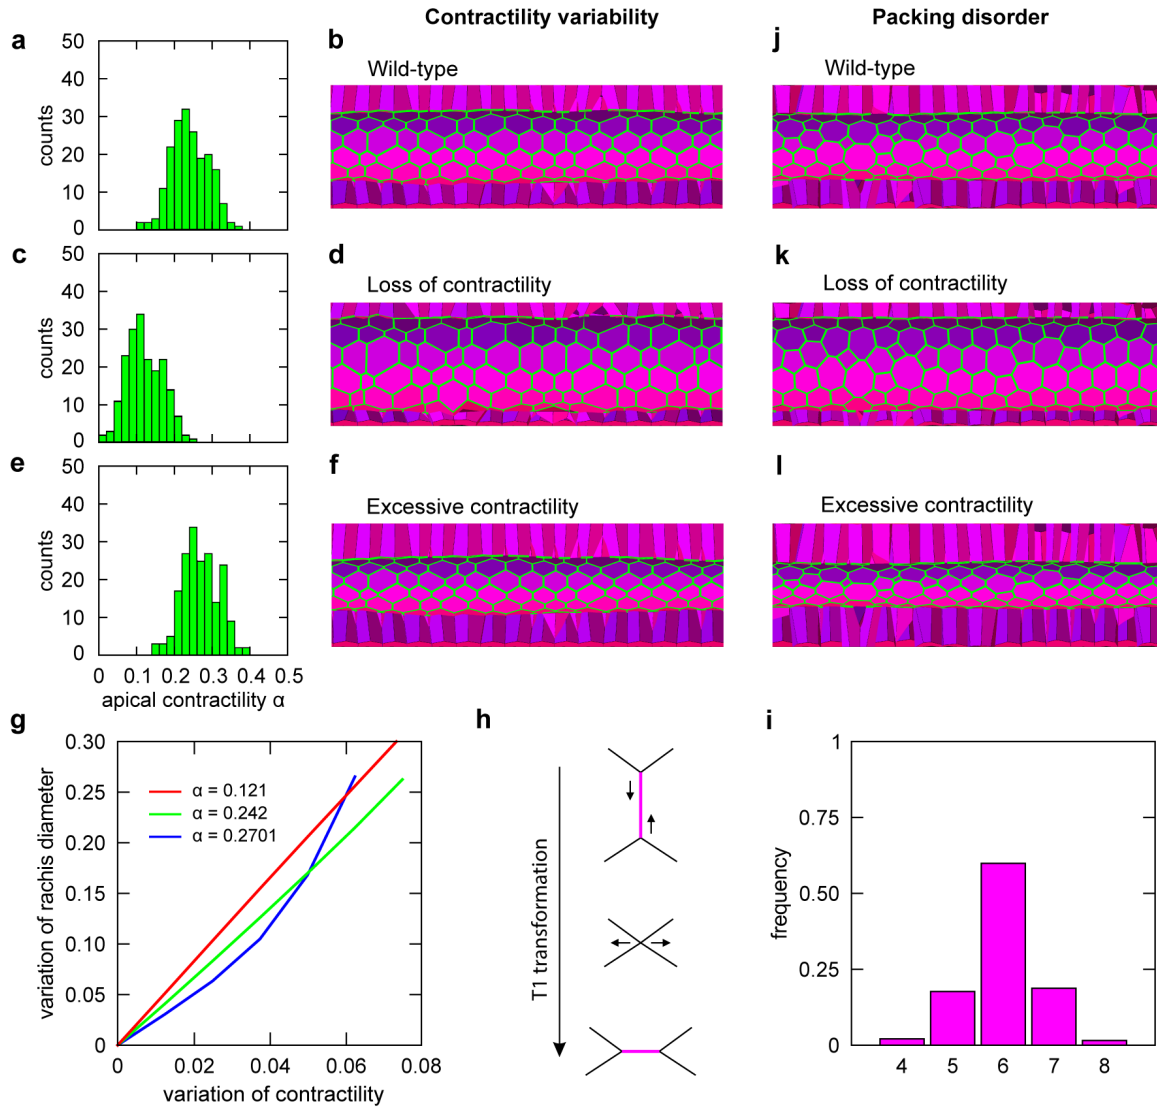 Contractility variability
Packing disorder
a
50
40
30
20
10
0
counts
b
Wild-type
j
Wild-type
c
50
40
30
20
10
0
counts
d
Loss of contractility
k
Loss of contractility
e
50
40
30
20
10
0
counts
0 0.1 0.2 0.3 0.4 0.5
apical contractility α
f
Excessive contractility
l
Excessive contractility
g
0.30
0.25
0.20
0.15
0.10
0.05
0
variation of rachis diameter
α = 0.121
α = 0.242
α = 0.2701
0 0.02 0.04 0.06 0.08
variation of contractility
h
T1 transformation
i
1
0.75
0.50
0.25
0
frequency
4 5 6 7 8